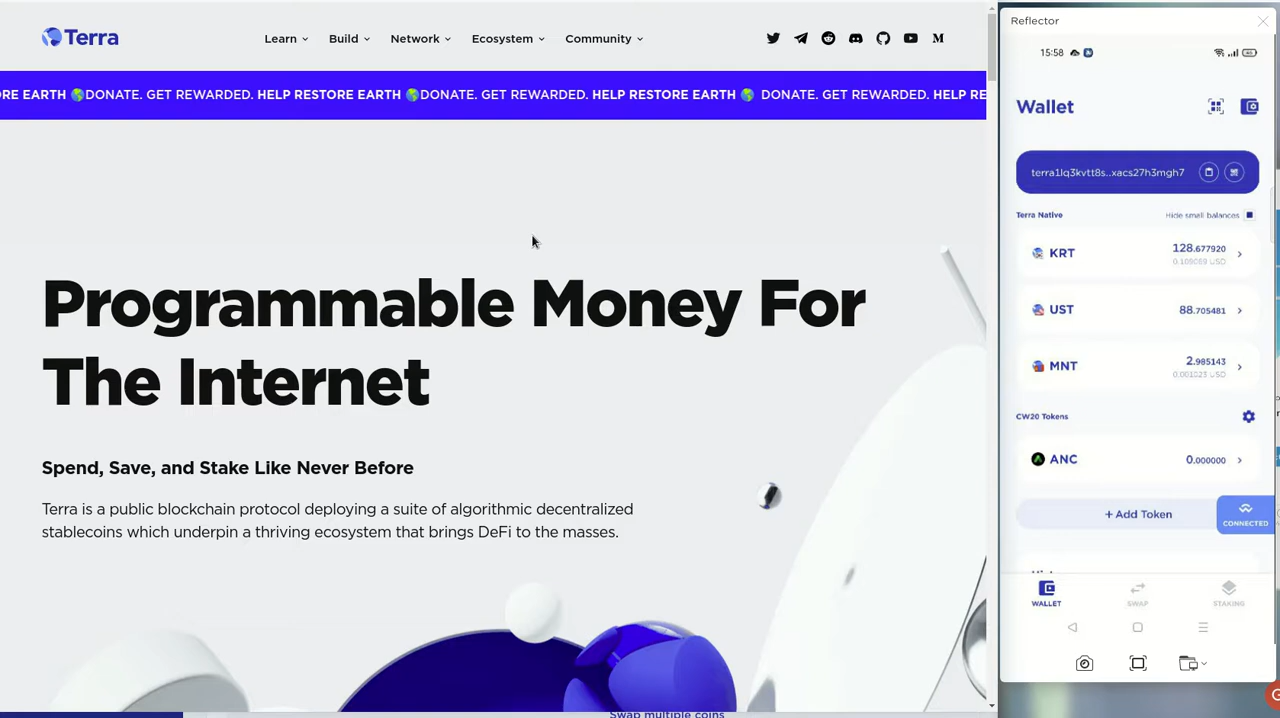 Terra
Learn
Build
Network
Ecosystem
Community
RE EARTH DONATE. GET REWARDED. HELP RESTORE EARTH DONATE. GET REWARDED. HELP RESTORE EARTH DONATE. GET REWARDED. HELP RE
Programmable Money For
The Internet
Spend, Save, and Stake Like Never Before
Terra is a public blockchain protocol deploying a suite of algorithmic decentralized
stablecoins which underpin a thriving ecosystem that brings DeFi to the masses.
Swap multiple coins
Reflector
15:58
Wallet
terra1lq3kvtt8s..xacs27h3mgh7
Terra Native
Hide small balances
KRT
128.677920
UST
88.705481
MNT
2.985143
0.001023 USD
CW20 Tokens
ANC
0.000000
+ Add Token
CONNECTED
WALLET
SWAP
STAKING